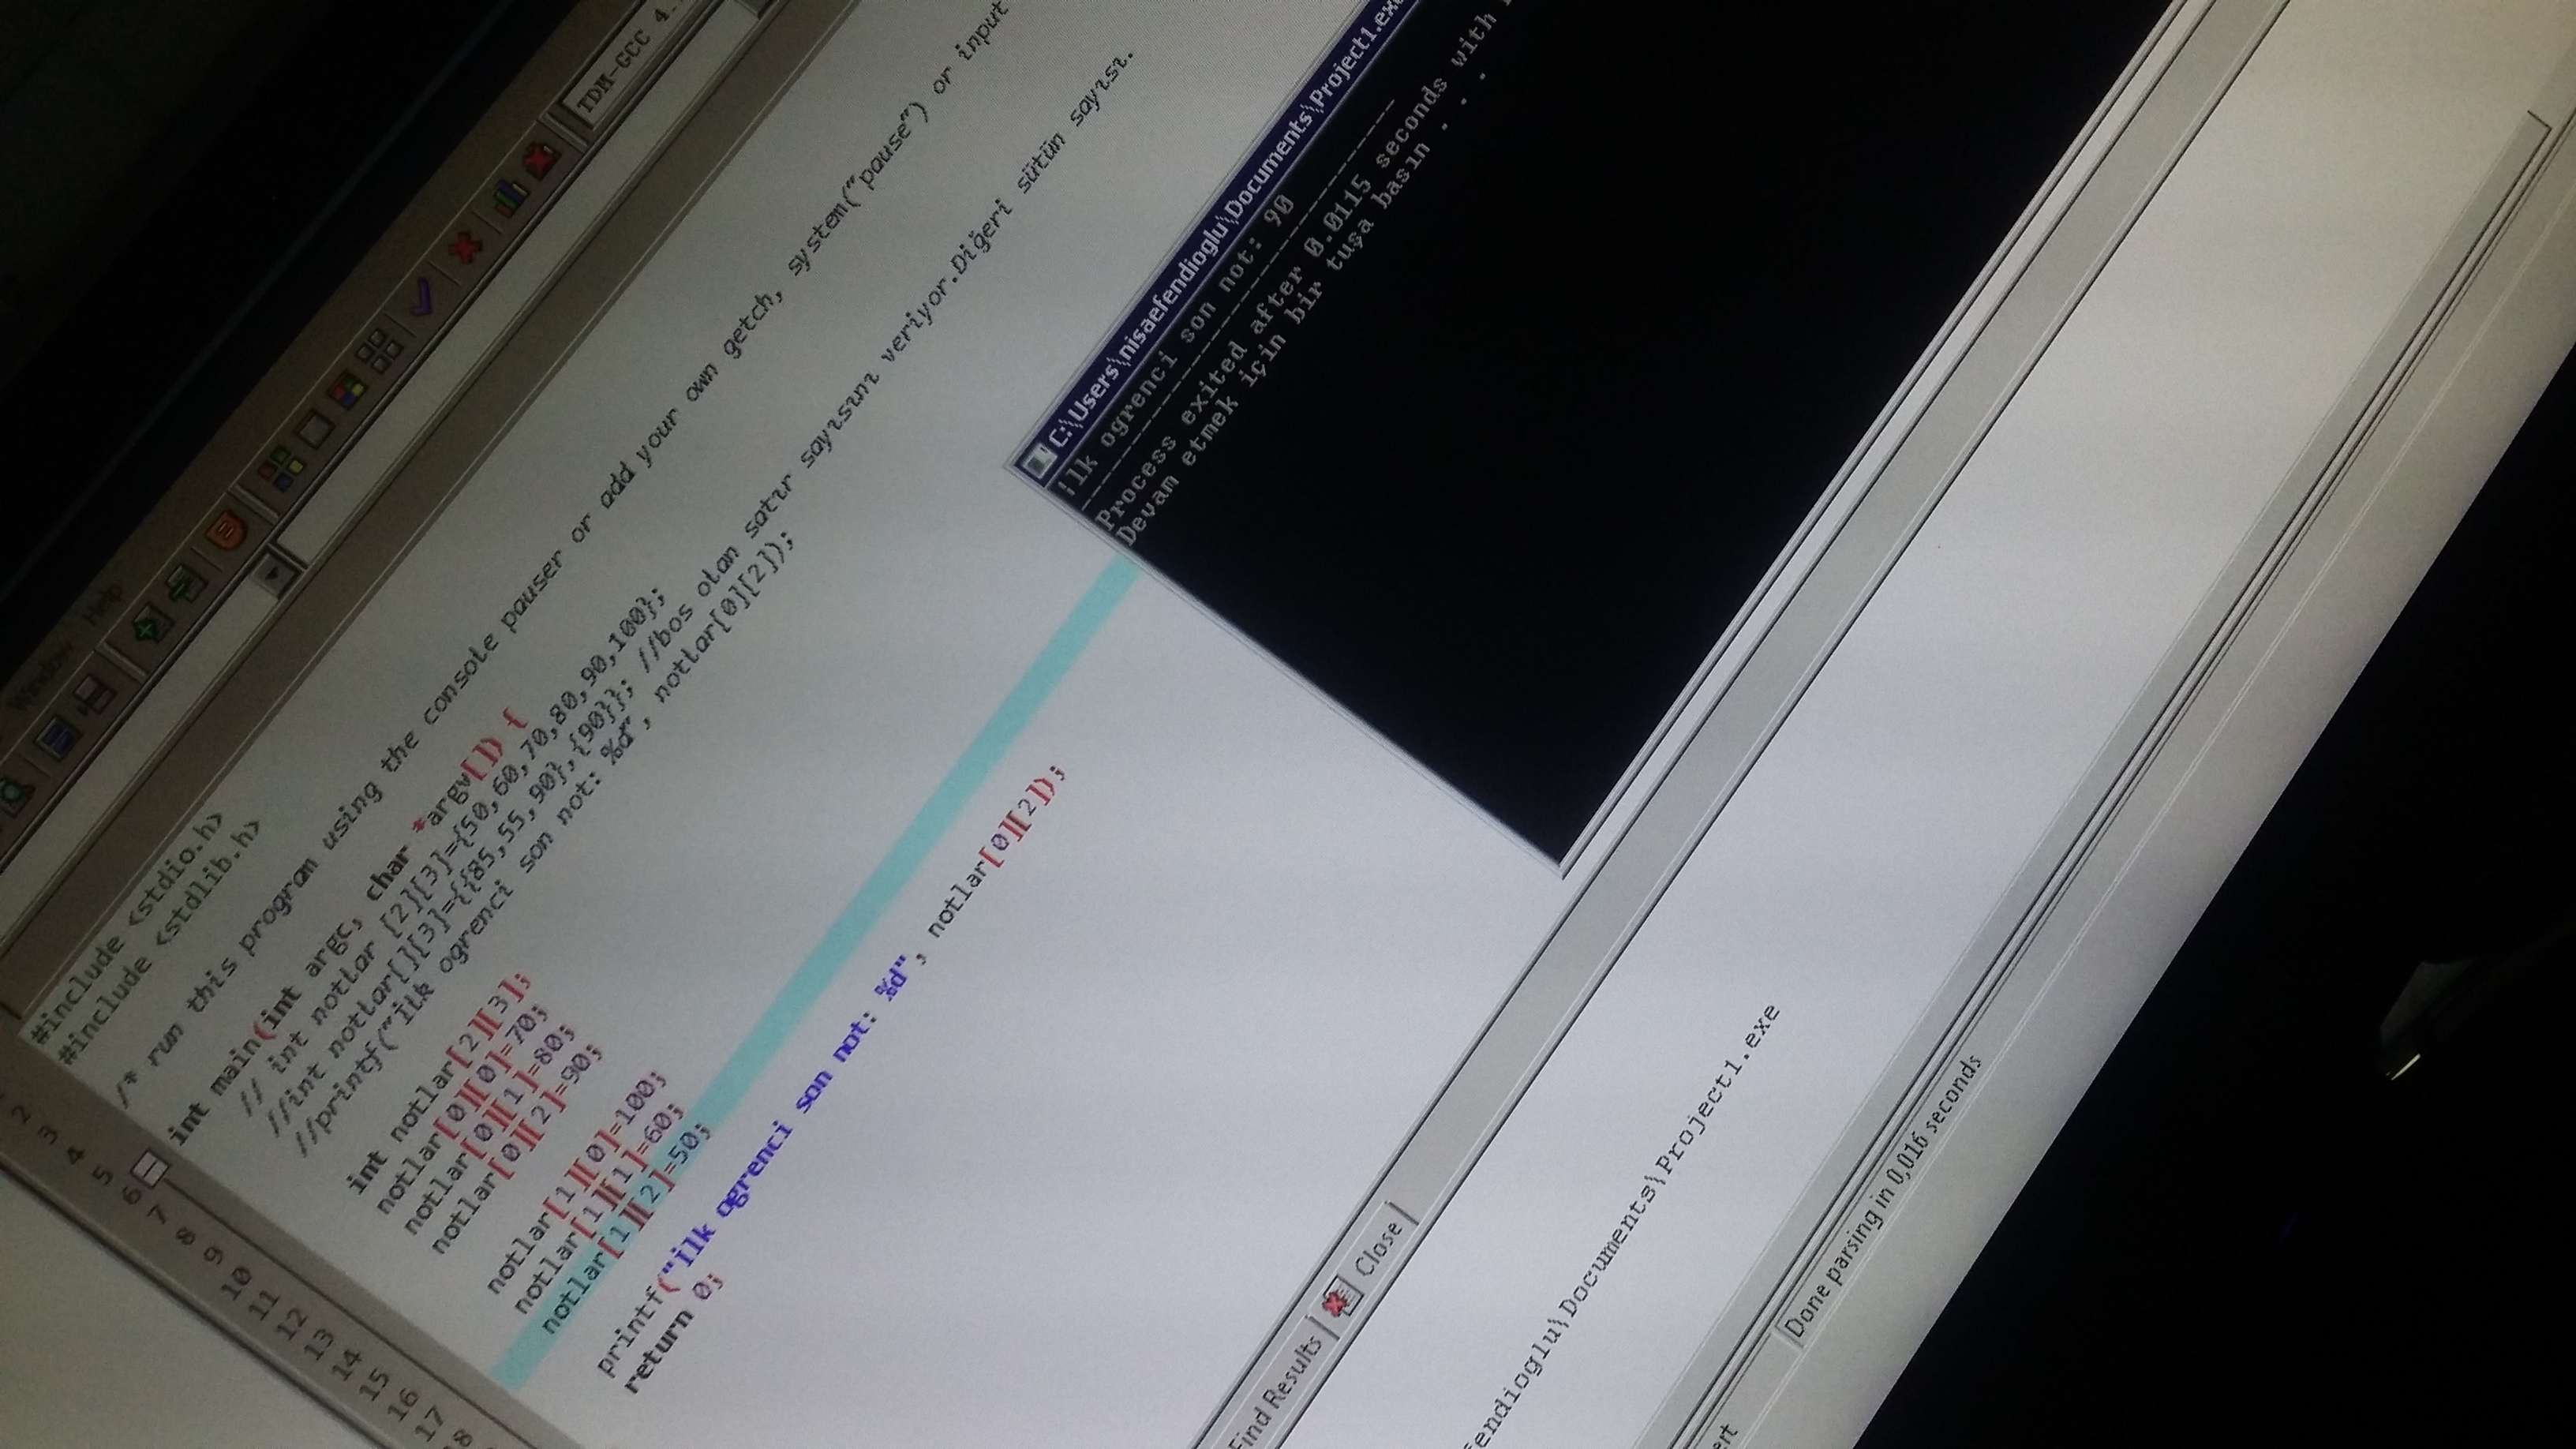 Window Help
TDM-GCC 4.
2
3
4
5
6
7
8
9
10
11
12
13
14
15
16
17
#include <stdio.h>
#include <stdlib.h>
/* run this program using the console pauser or add your own getch, system("pause") or input
int main(int argc, char *argv[]) {
// int notlar [2][3]={50,60,70,80,90,100};
//int notlar[][3]={{85,55,90},{90}}; //bos olan satır sayısını veriyor.Diğeri sütün sayısı.
//printf("ilk ogrenci son not: %d", notlar[0][2]);
int notlar[2][3];
notlar[0][0]=70;
notlar[0][1]=80;
notlar[0][2]=90;
notlar[1][0]=100;
notlar[1][1]=60;
notlar[1][2]=50;
printf("ilk ogrenci son not: %d", notlar[0][2]);
return 0;
C:\Users\nisaefendioglu\Documents\Project1.exe
ilk ogrenci son not: 90
--------------------------------
Process exited after 0.0115 seconds with
Devam etmek için bir tuşa basın . . .
Find Results
Close
fendioglu\Documents\Project1.exe
ert
Done parsing in 0,016 seconds